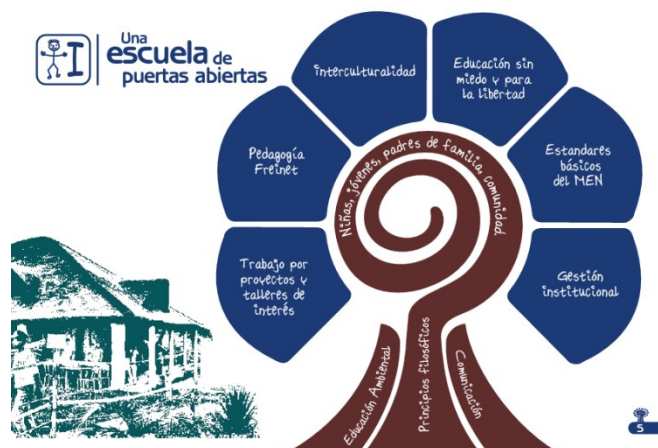 Una
escuela de
puertas abiertas
interculturalidad
Educación sin
miedo y para
la libertad
Pedagogía
Freinet
Estandares
básicos
del MEN
Niñas, jóvenes, padres de familia, comunidad
Trabajo por
proyectos y
talleres de
interés
Gestión
institucional
Educación Ambiental
Principios filosóficos
Comunicación
5